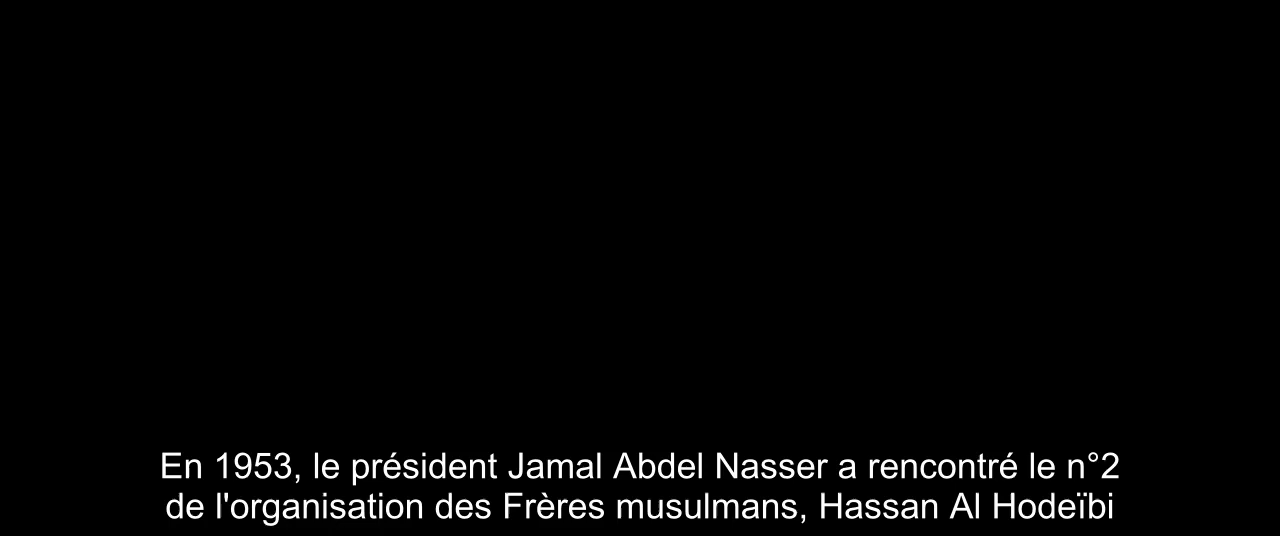 En 1953, le président Jamal Abdel Nasser a rencontré le n°2
de l'organisation des Frères musulmans, Hassan Al Hodeïbi